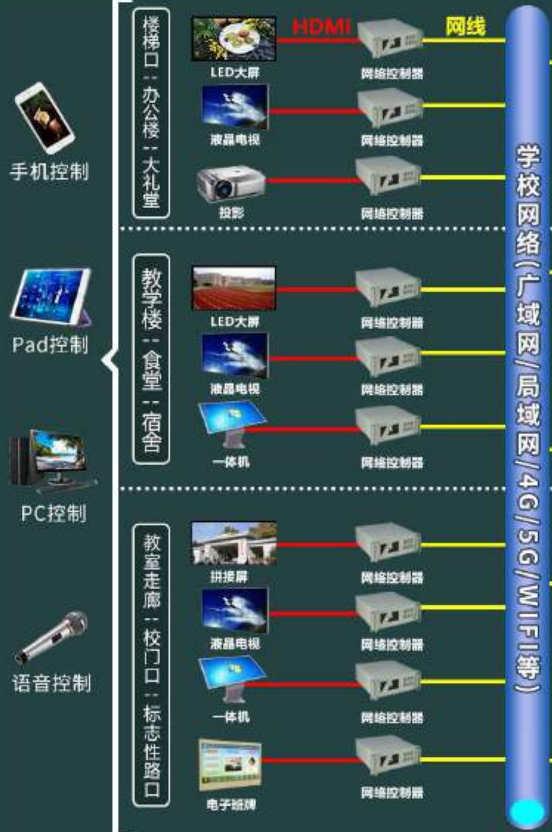 手机控制
Pad控制
PC控制
语音控制
楼梯口--办公楼--大礼堂
HDMI
网线
LED大屏
网络控制器
液晶电视
网络控制器
投影
网络控制器
教学楼--食堂--宿舍
LED大屏
网络控制器
液晶电视
网络控制器
一体机
网络控制器
教室走廊--校门口--标志性路口
拼接屏
网络控制器
液晶电视
网络控制器
一体机
网络控制器
电子班牌
网络控制器
学校网络(广域网/局域网/4G/5G/WIFI等)